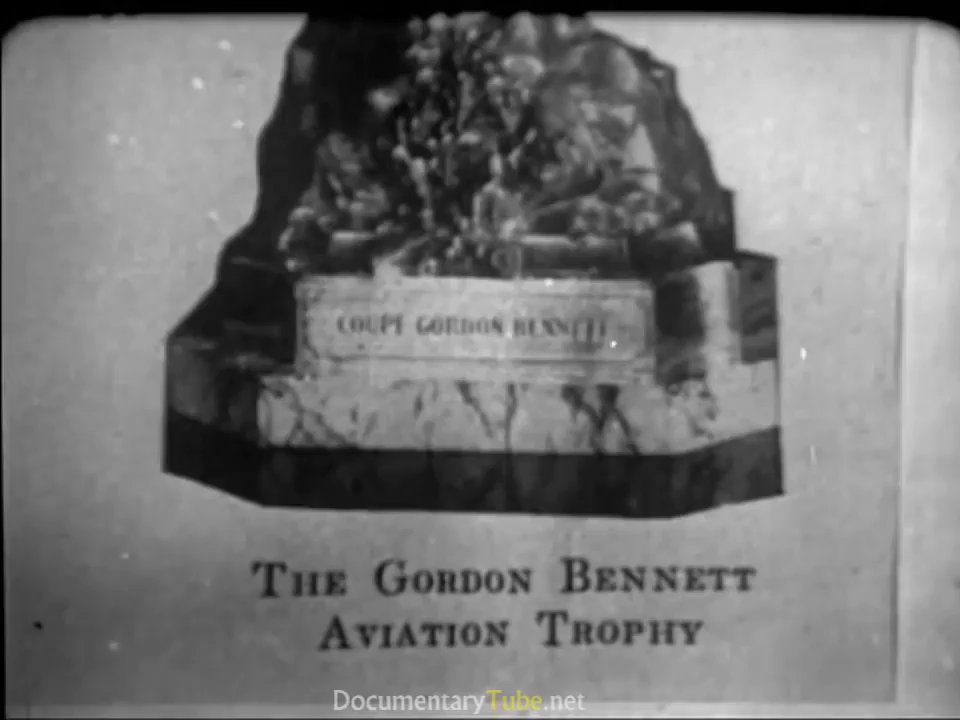 COUPE GORDON BENNETT
THE GORDON BENNETT
AVIATION TROPHY
DocumentaryTube.net